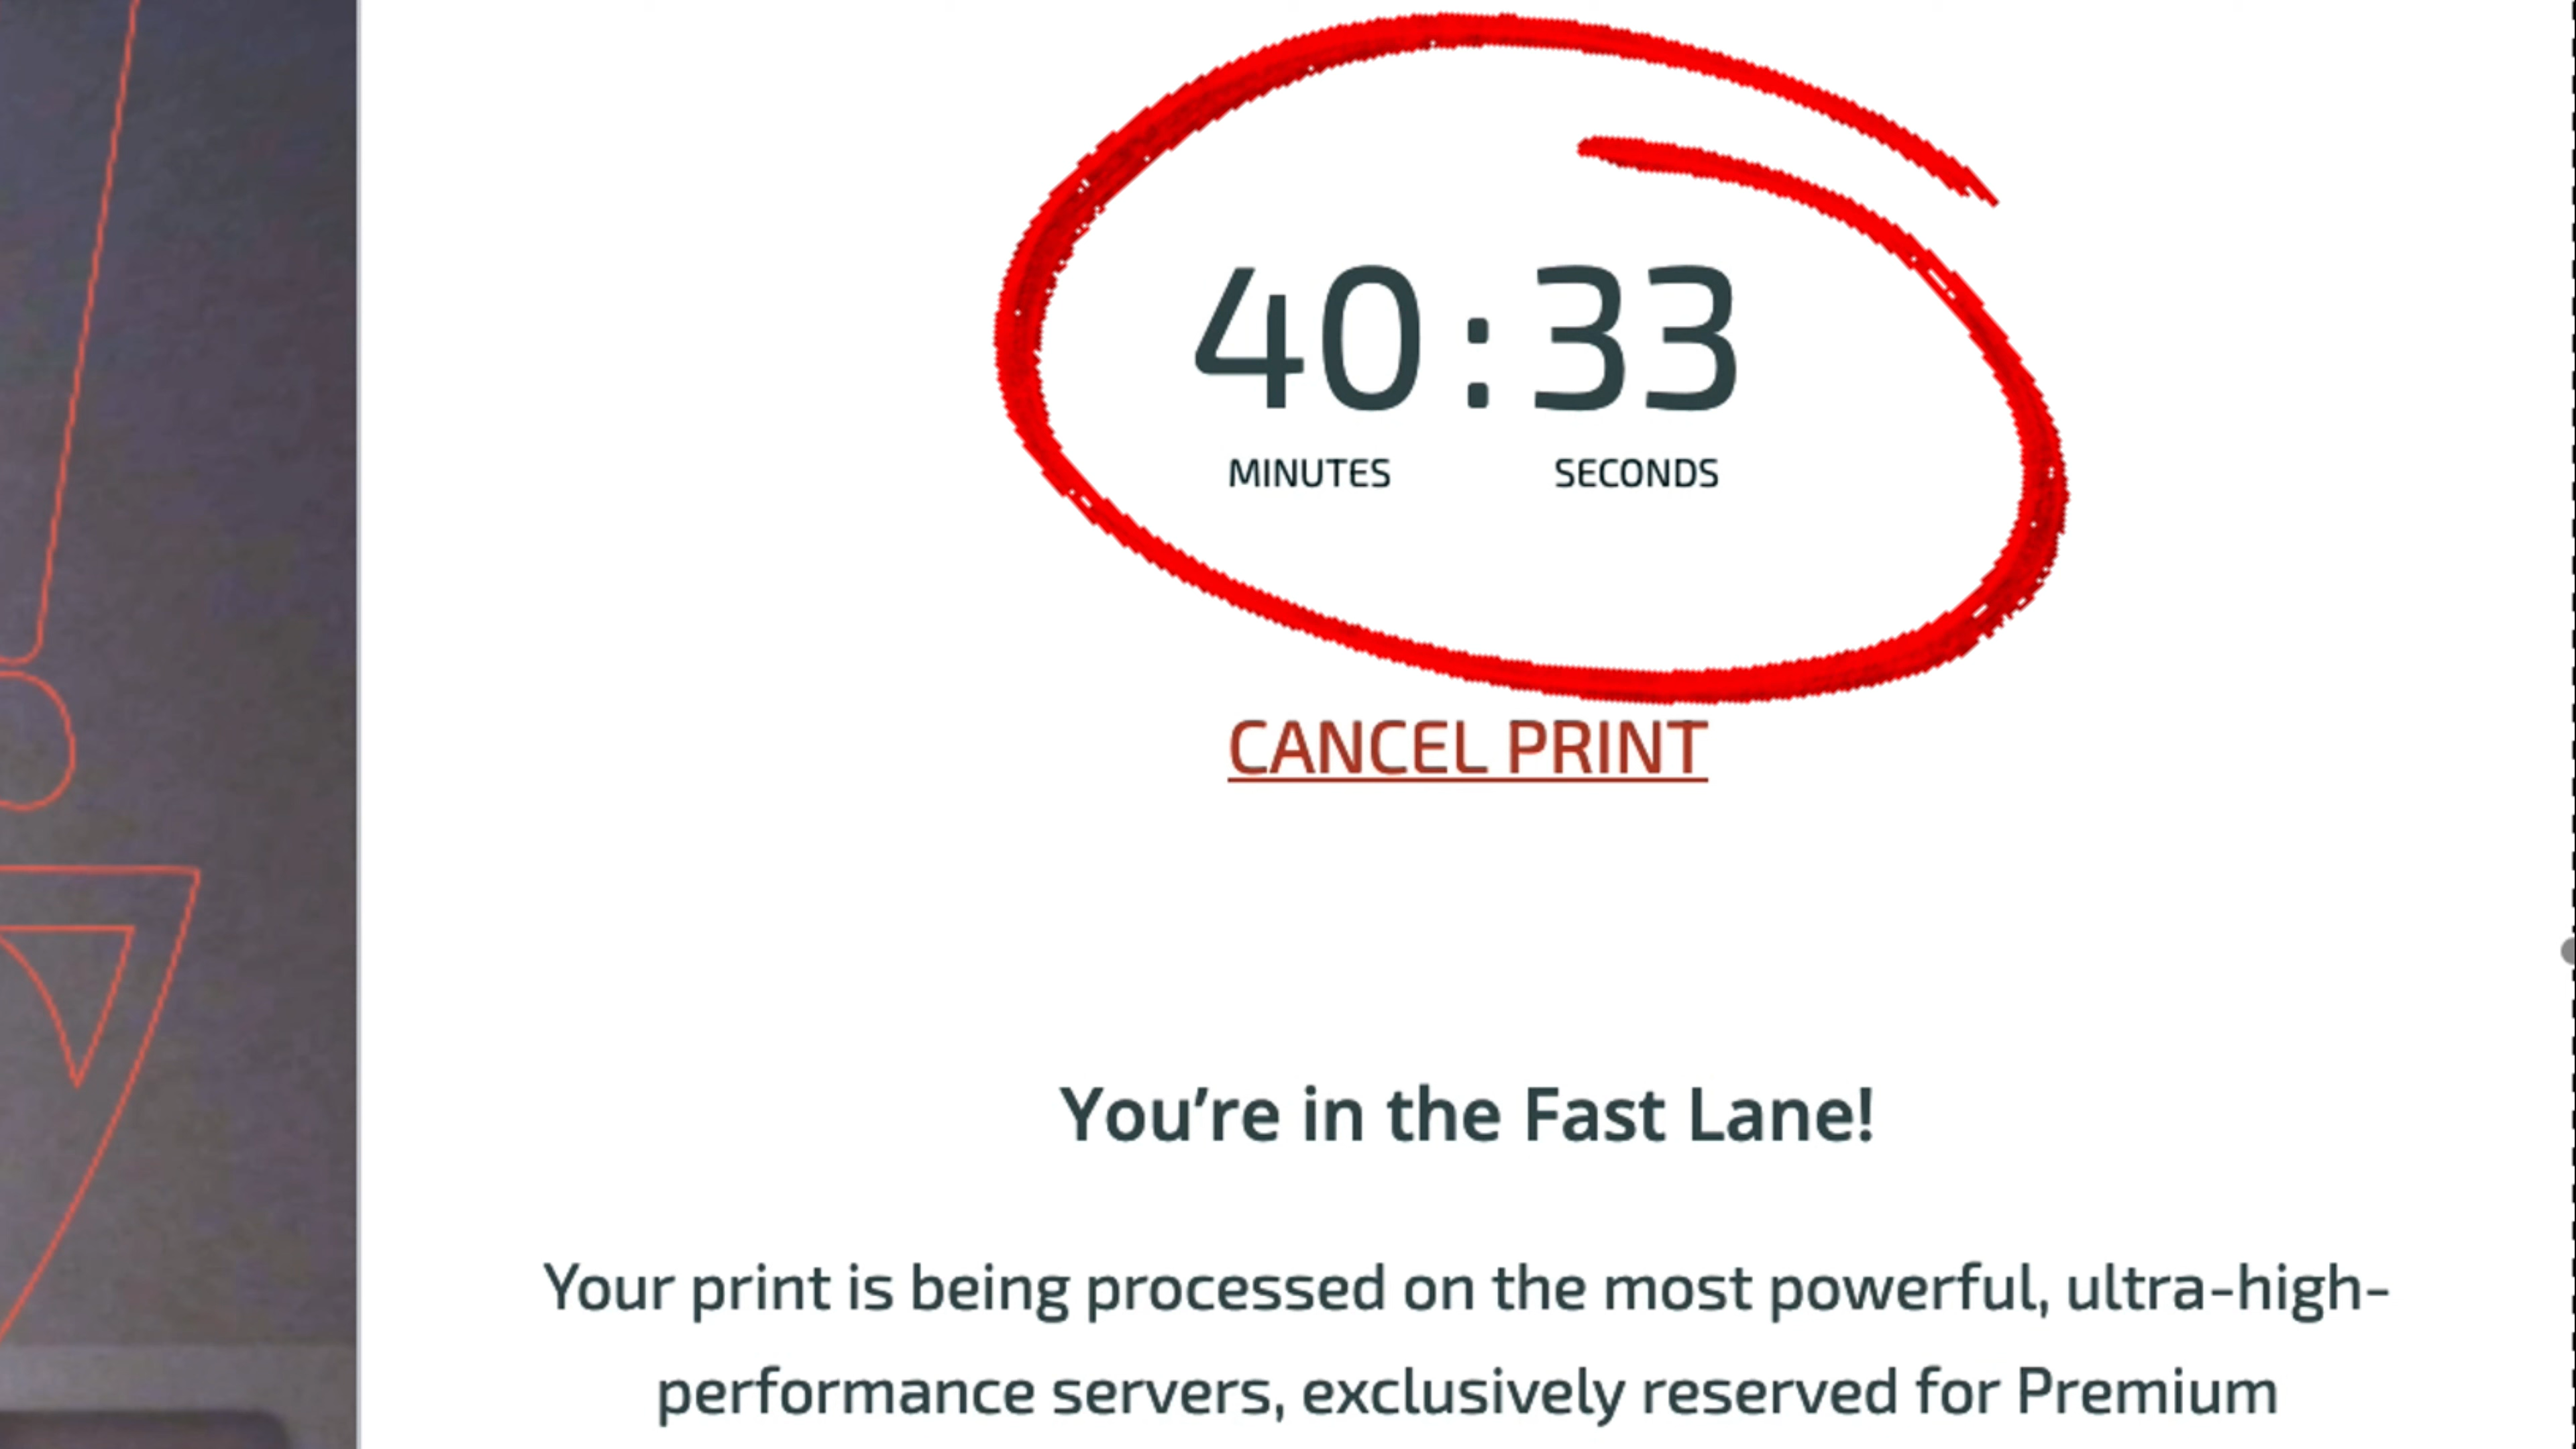 40:33
MINUTES SECONDS
CANCEL PRINT
You’re in the Fast Lane!
Your print is being processed on the most powerful, ultra-high-
performance servers, exclusively reserved for Premium